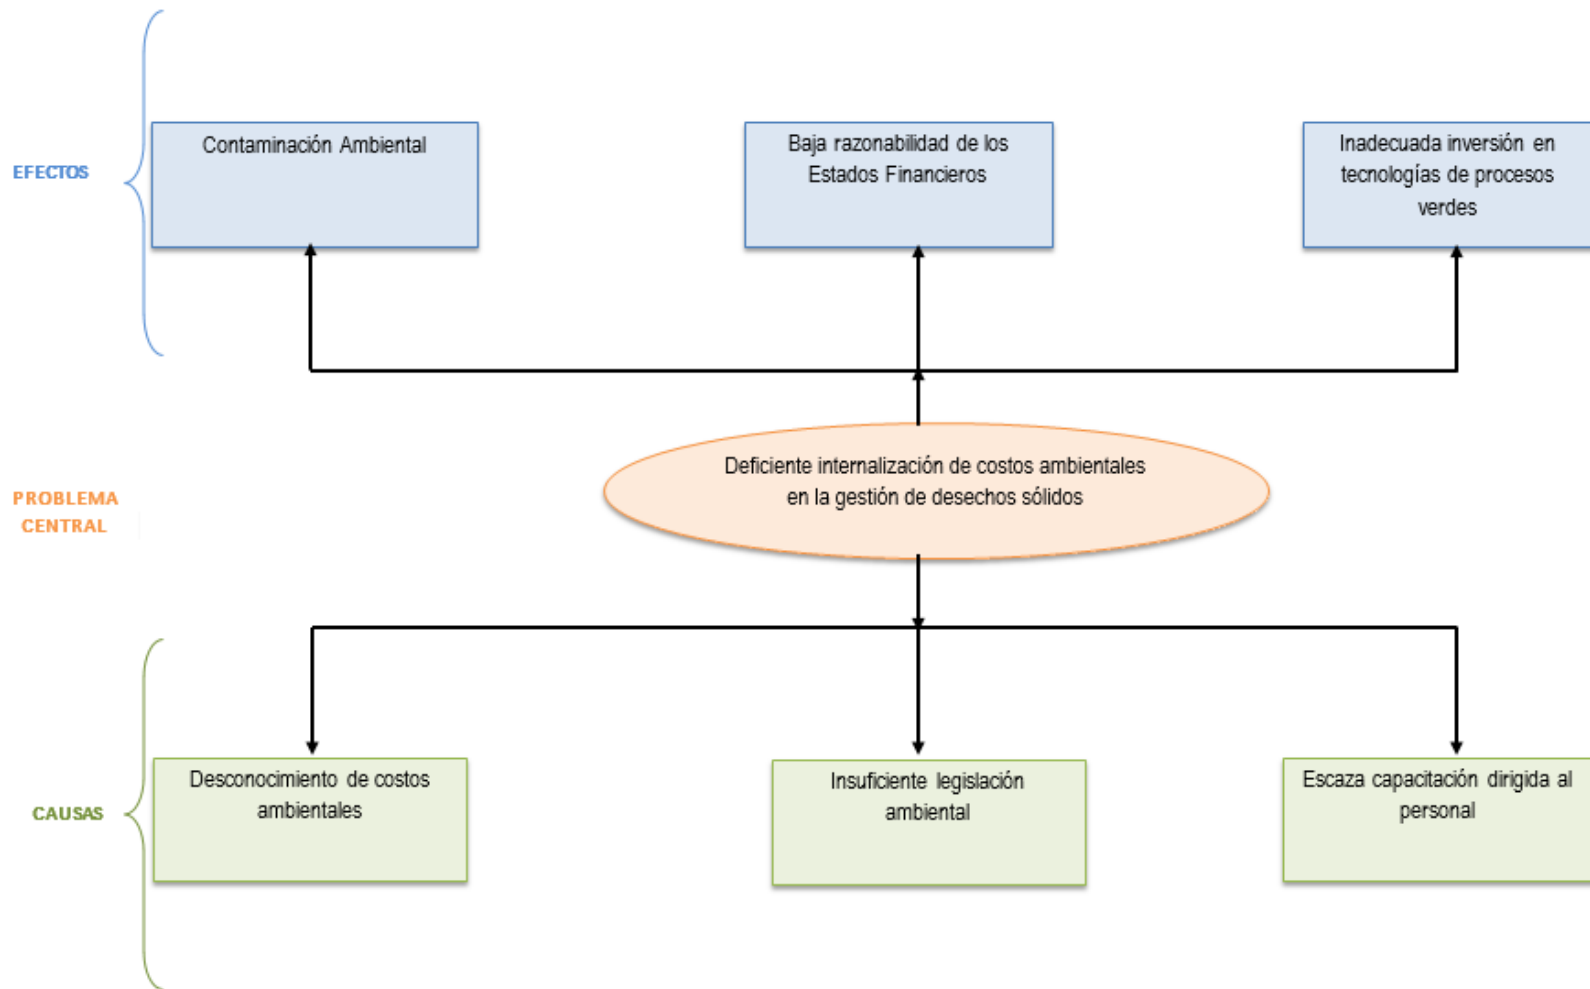 EFECTOS
Contaminación Ambiental
Baja razonabilidad de los
Estados Financieros
Inadecuada inversión en
tecnologías de procesos
verdes
PROBLEMA
CENTRAL
Deficiente internalización de costos ambientales
en la gestión de desechos sólidos
CAUSAS
Desconocimiento de costos
ambientales
Insuficiente legislación
ambiental
Escaza capacitación dirigida al
personal